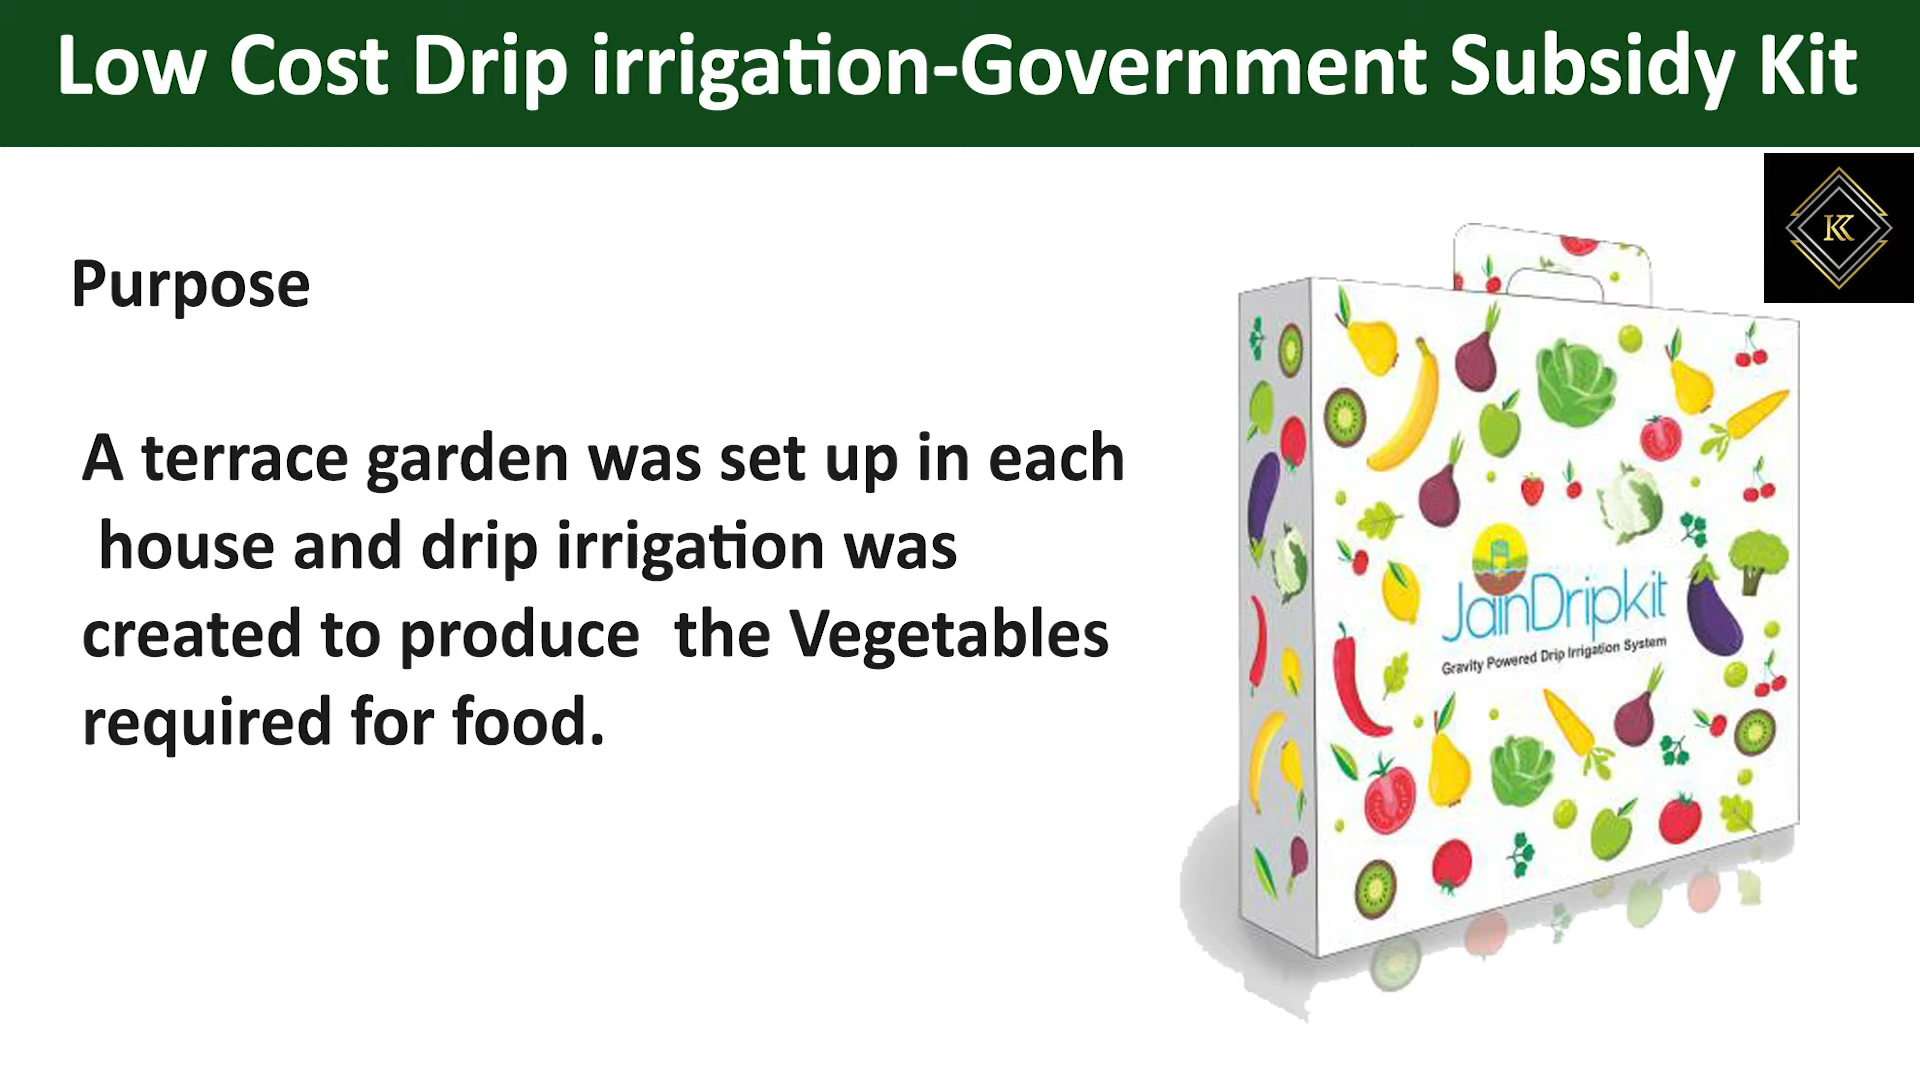 Low Cost Drip irrigation-Government Subsidy Kit
K
Purpose
A terrace garden was set up in each
house and drip irrigation was
created to produce the Vegetables
required for food.
JainDripkit
Gravity Powered Drip Irrigation System